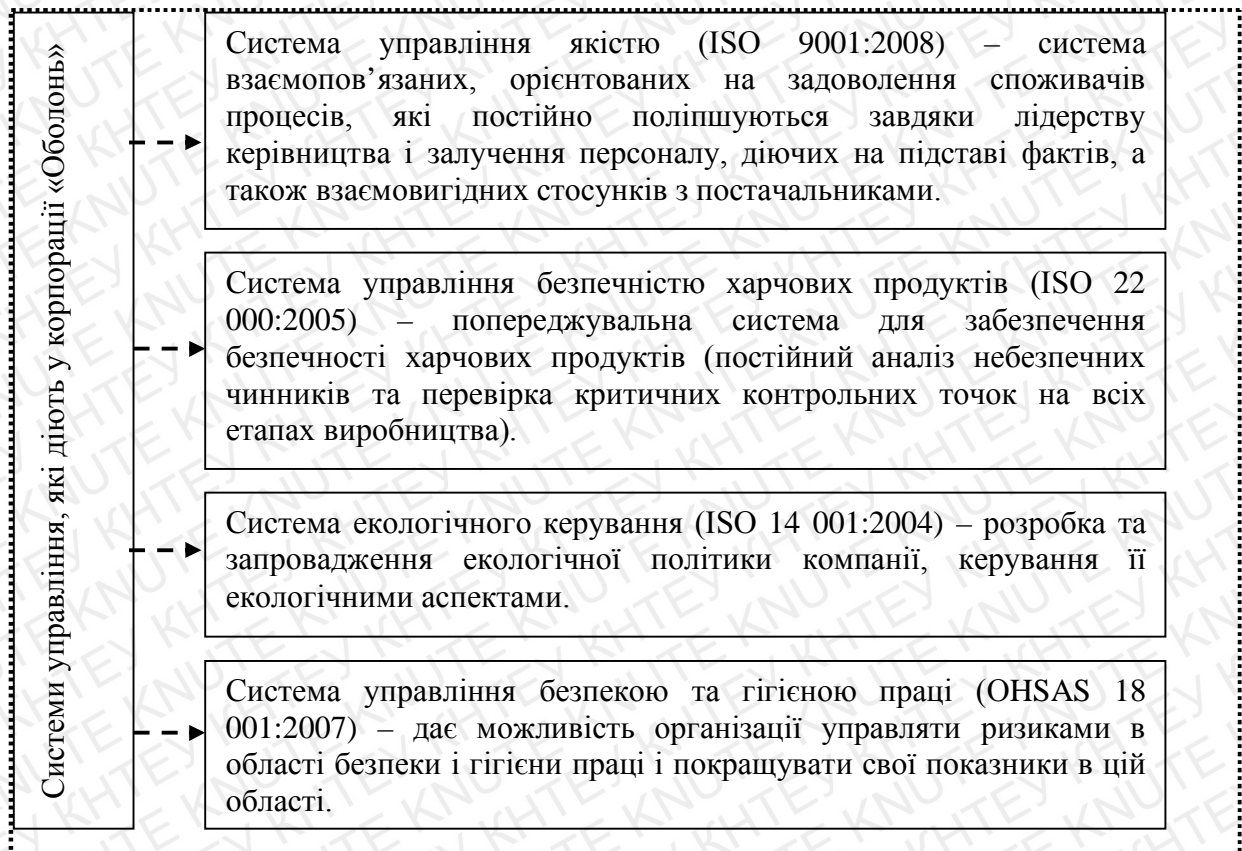 Системи управління, які діють у корпорації «Оболонь»
Система управління якістю (ISO 9001:2008) – система
взаємопов’язаних, орієнтованих на задоволення споживачів
процесів, які постійно поліпшуються завдяки лідерству
керівництва і залучення персоналу, діючих на підставі фактів, а
також взаємовигідних стосунків з постачальниками.
Система управління безпечністю харчових продуктів (ISO 22
000:2005) – попереджувальна система для забезпечення
безпечності харчових продуктів (постійний аналіз небезпечних
чинників та перевірка критичних контрольних точок на всіх
етапах виробництва).
Система екологічного керування (ISO 14 001:2004) – розробка та
запровадження екологічної політики компанії, керування її
екологічними аспектами.
Система управління безпекою та гігієною праці (OHSAS 18
001:2007) – дає можливість організації управляти ризиками в
області безпеки і гігієни праці і покращувати свої показники в цій
області.